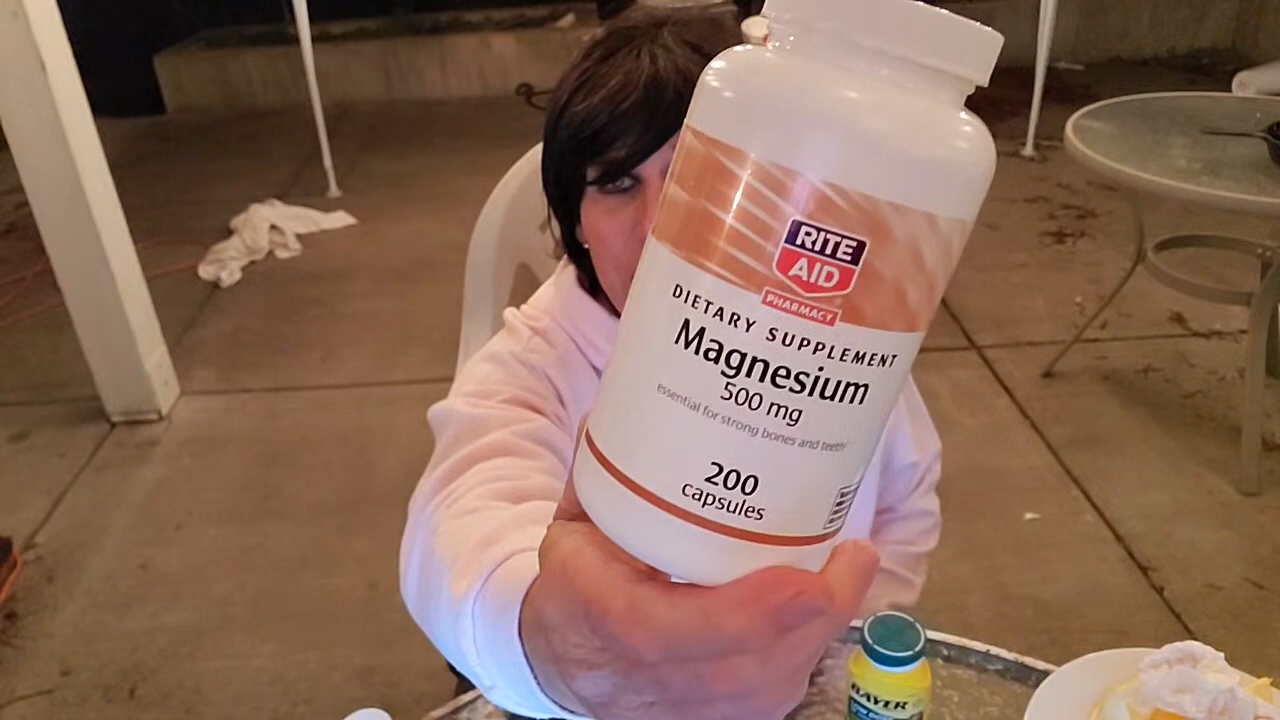 RITE
AID
PHARMACY
DIETARY SUPPLEMENT
Magnesium
500 mg
essential for strong bones and teeth
200
capsules
BAYER